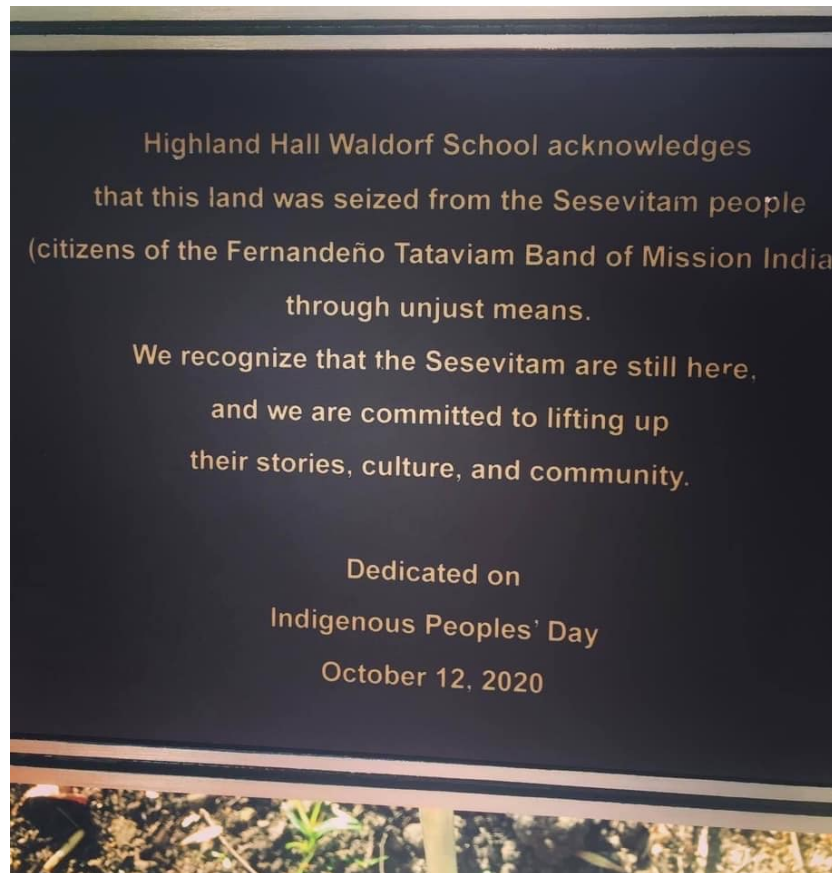 Highland Hall Waldorf School acknowledges
that this land was seized from the Sesevitam people
(citizens of the Fernandeño Tataviam Band of Mission India
through unjust means.
We recognize that the Sesevitam are still here,
and we are committed to lifting up
their stories, culture, and community.
Dedicated on
Indigenous Peoples' Day
October 12, 2020